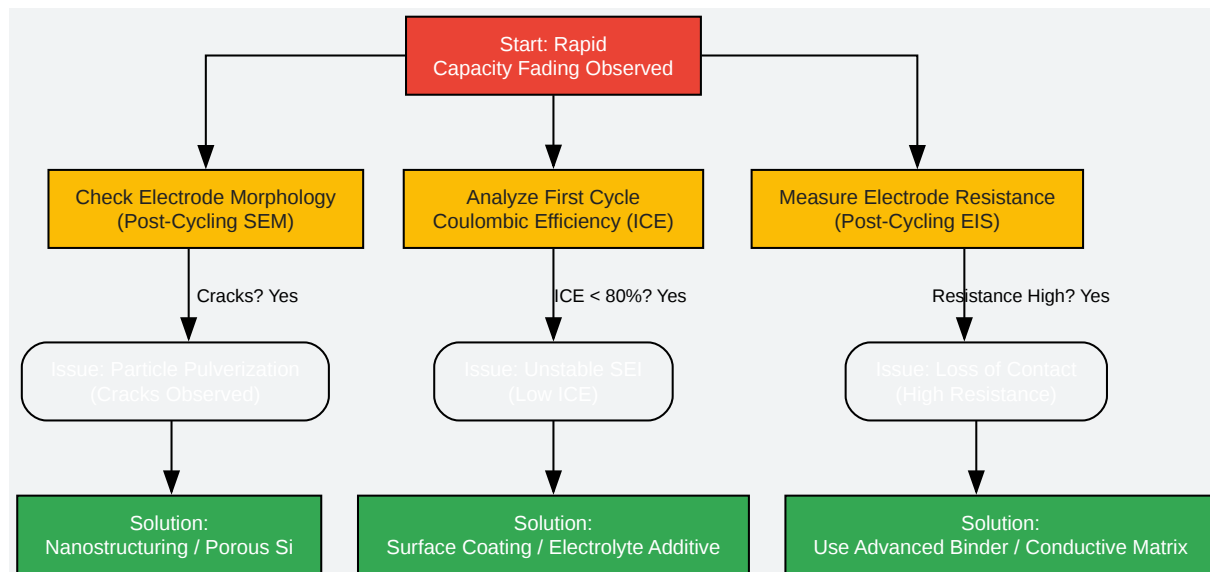 Start: Rapid
Capacity Fading Observed
Check Electrode Morphology
(Post-Cycling SEM)
Analyze First Cycle
Coulombic Efficiency (ICE)
Measure Electrode Resistance
(Post-Cycling EIS)
Cracks? Yes
ICE < 80%? Yes
Resistance High? Yes
Issue: Particle Pulverization
(Cracks Observed)
Issue: Unstable SEI
(Low ICE)
Issue: Loss of Contact
(High Resistance)
Solution:
Nanostructuring / Porous Si
Solution:
Surface Coating / Electrolyte Additive
Solution:
Use Advanced Binder / Conductive Matrix